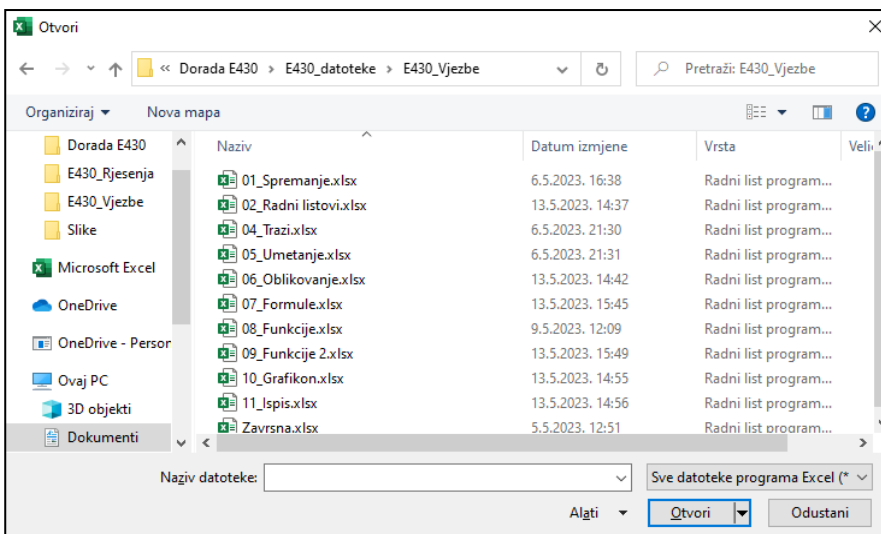 Otvori
« Dorada E430 › E430_datoteke › E430_Vjezbe
Pretraži: E430_Vjezbe
Organiziraj
Nova mapa
Dorada E430
E430_Rjesenja
E430_Vjezbe
Slike
Microsoft Excel
OneDrive
OneDrive - Person
Ovaj PC
3D objekti
Dokumenti
Naziv Datum izmjene Vrsta
01_Spremanje.xlsx 6.5.2023. 16:38 Radni list program...
02_Radni listovi.xlsx 13.5.2023. 14:37 Radni list program...
04_Trazi.xlsx 6.5.2023. 21:30 Radni list program...
05_Umetanje.xlsx 6.5.2023. 21:31 Radni list program...
06_Oblikovanje.xlsx 13.5.2023. 14:42 Radni list program...
07_Formule.xlsx 13.5.2023. 15:45 Radni list program...
08_Funkcije.xlsx 9.5.2023. 12:09 Radni list program...
09_Funkcije 2.xlsx 13.5.2023. 15:49 Radni list program...
10_Grafikon.xlsx 13.5.2023. 14:55 Radni list program...
11_Ispis.xlsx 13.5.2023. 14:56 Radni list program...
Zavrsna.xlsx 5.5.2023. 12:51 Radni list program...
Naziv datoteke:
Sve datoteke programa Excel (*
Alati
Otvori
Odustani